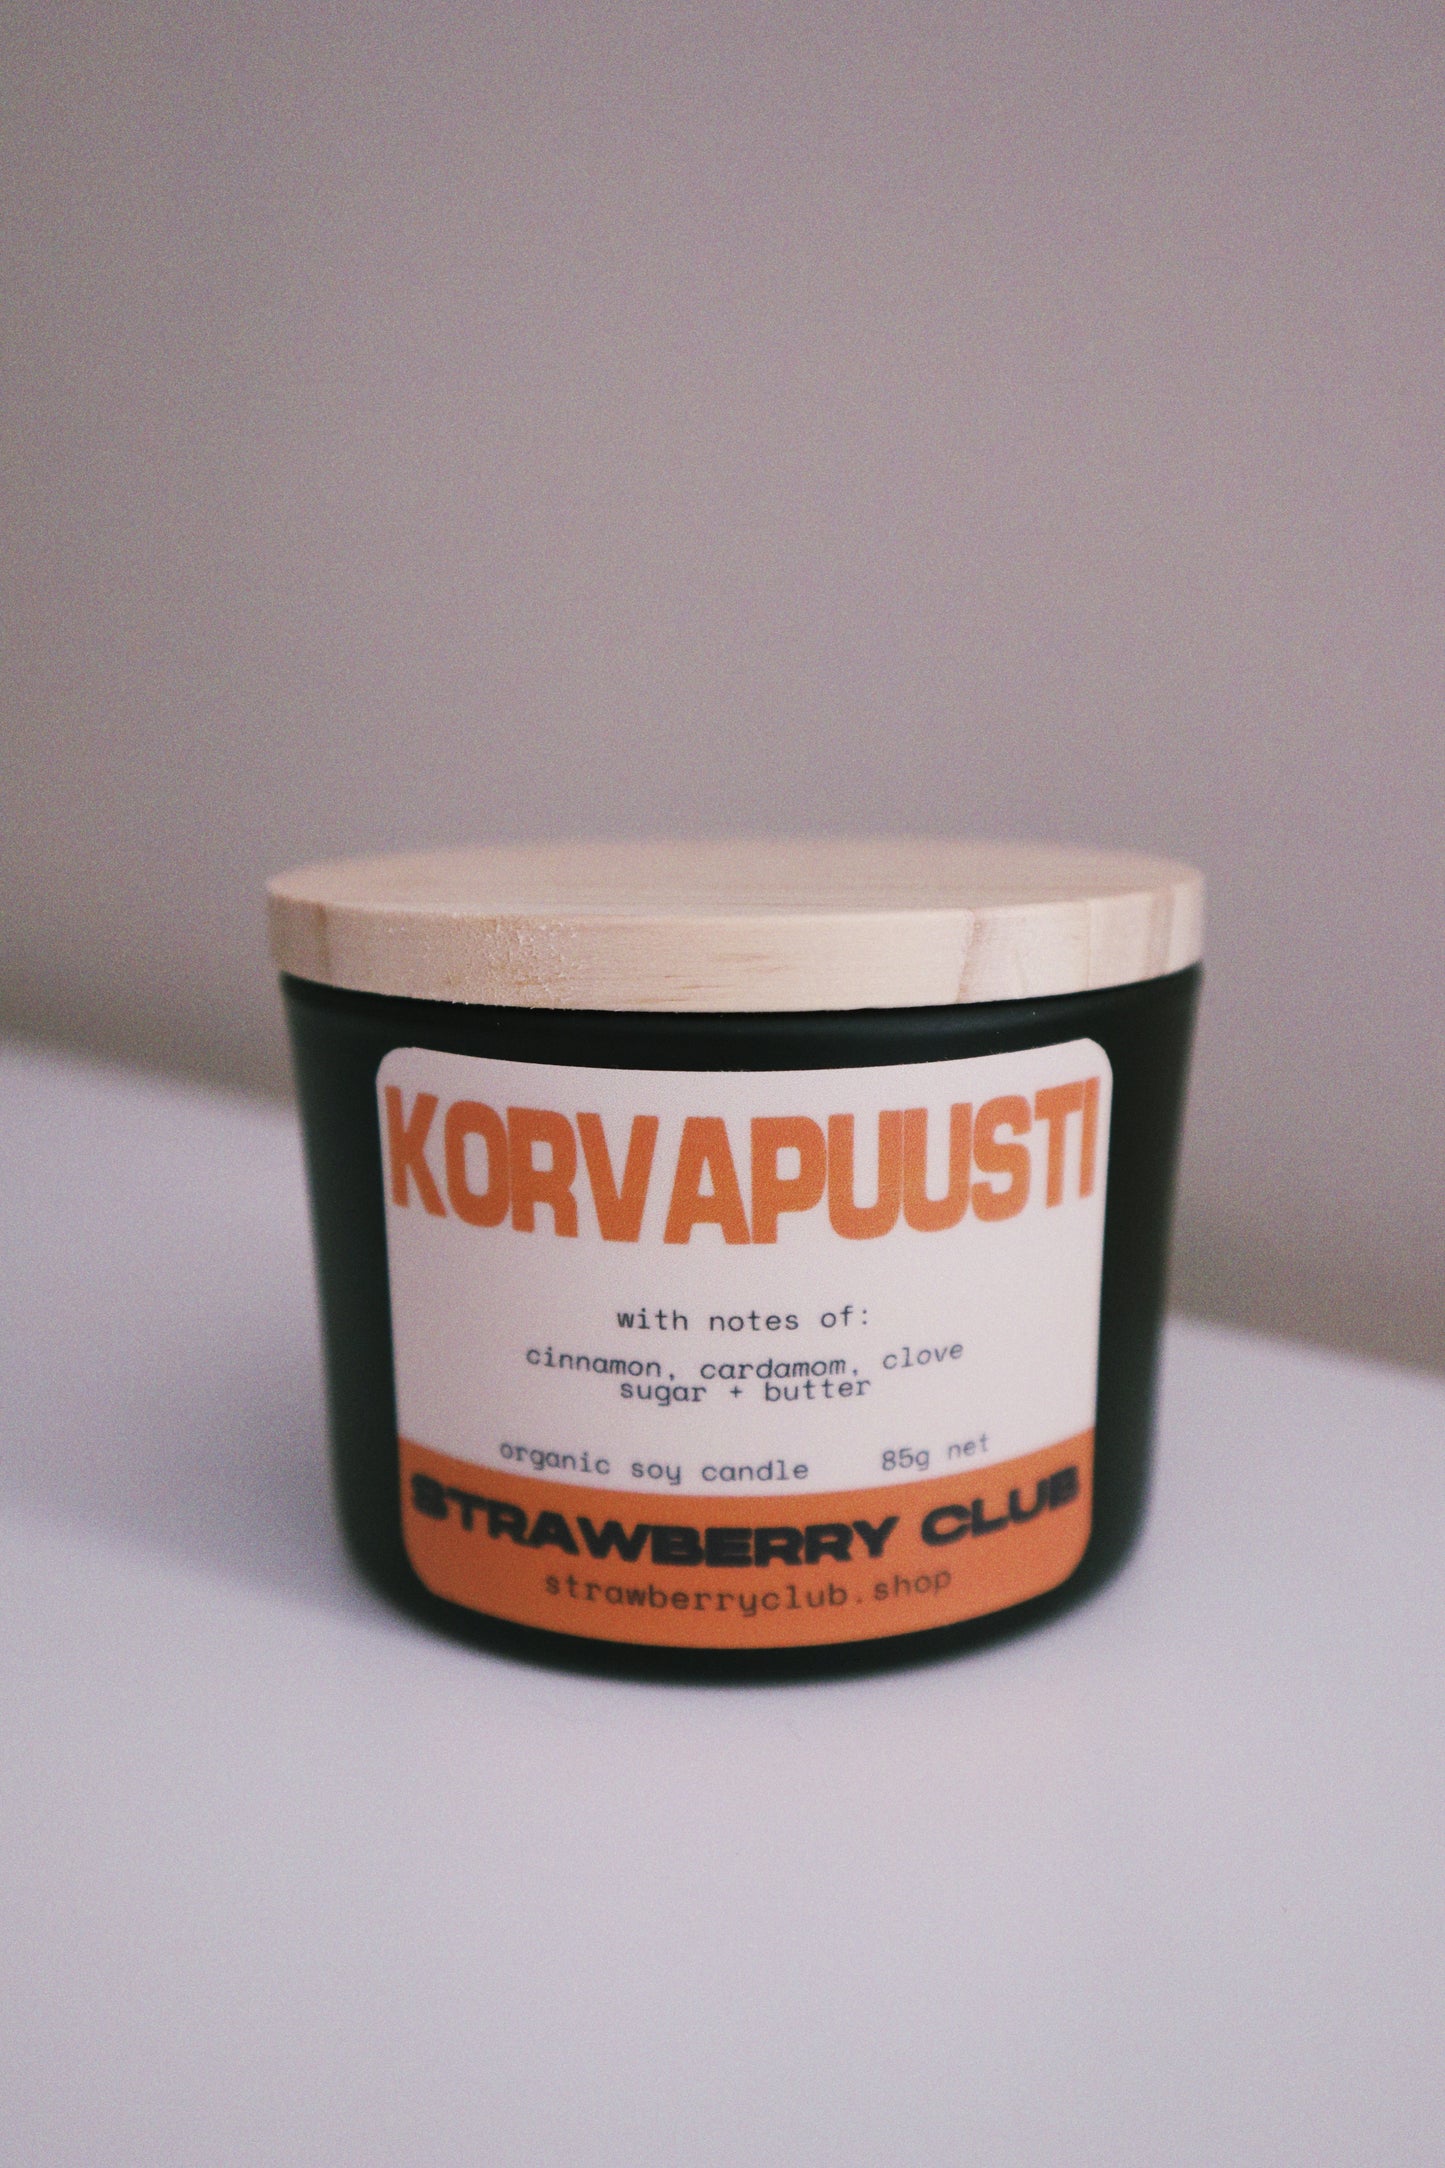 KORVAPUUSTI
with notes of:
cinnamon, cardamom, clove
sugar + butter
organic soy candle 85g net
STRAWBERRY CLUB
strawberryclub.shop